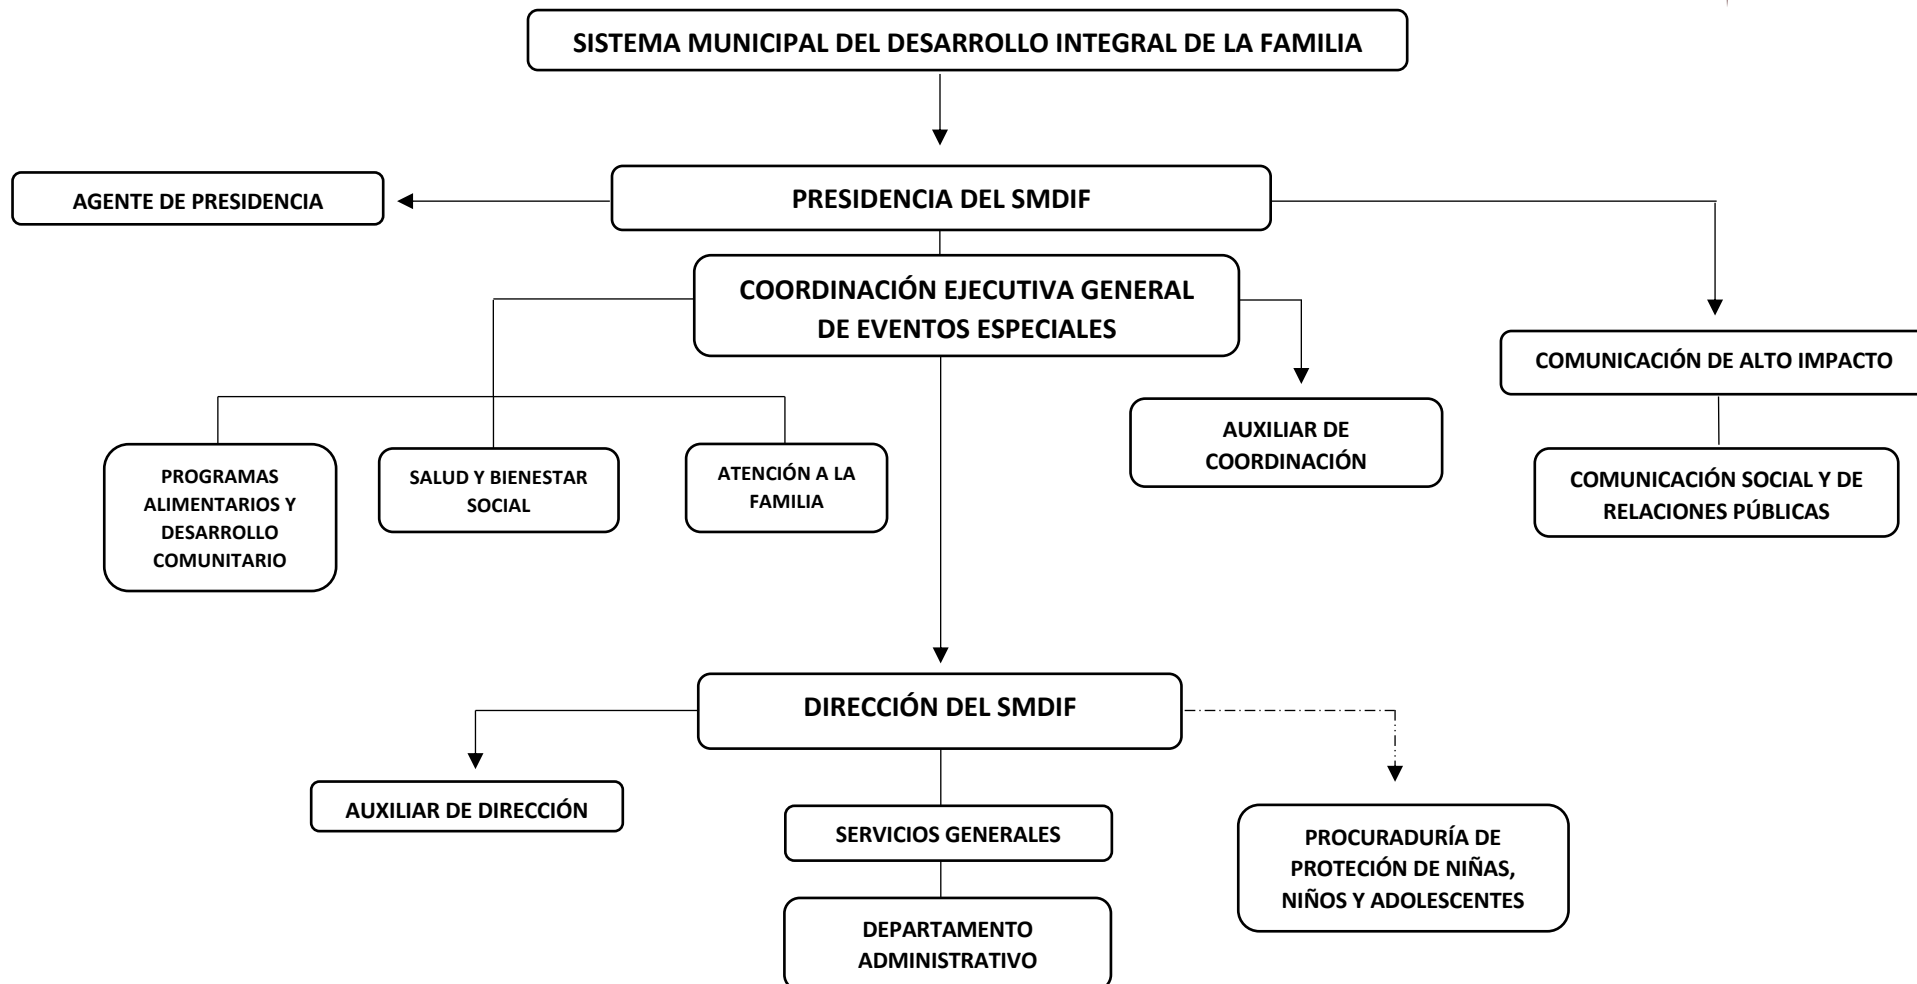 SISTEMA MUNICIPAL DEL DESARROLLO INTEGRAL DE LA FAMILIA
AGENTE DE PRESIDENCIA
PRESIDENCIA DEL SMDIF
COORDINACIÓN EJECUTIVA GENERAL
DE EVENTOS ESPECIALES
COMUNICACIÓN DE ALTO IMPACTO
AUXILIAR DE
COORDINACIÓN
PROGRAMAS
ALIMENTARIOS Y
DESARROLLO
COMUNITARIO
SALUD Y BIENESTAR
SOCIAL
ATENCIÓN A LA
FAMILIA
COMUNICACIÓN SOCIAL Y DE
RELACIONES PÚBLICAS
DIRECCIÓN DEL SMDIF
AUXILIAR DE DIRECCIÓN
SERVICIOS GENERALES
PROCURADURÍA DE
PROTECIÓN DE NIÑAS,
NIÑOS Y ADOLESCENTES
DEPARTAMENTO
ADMINISTRATIVO